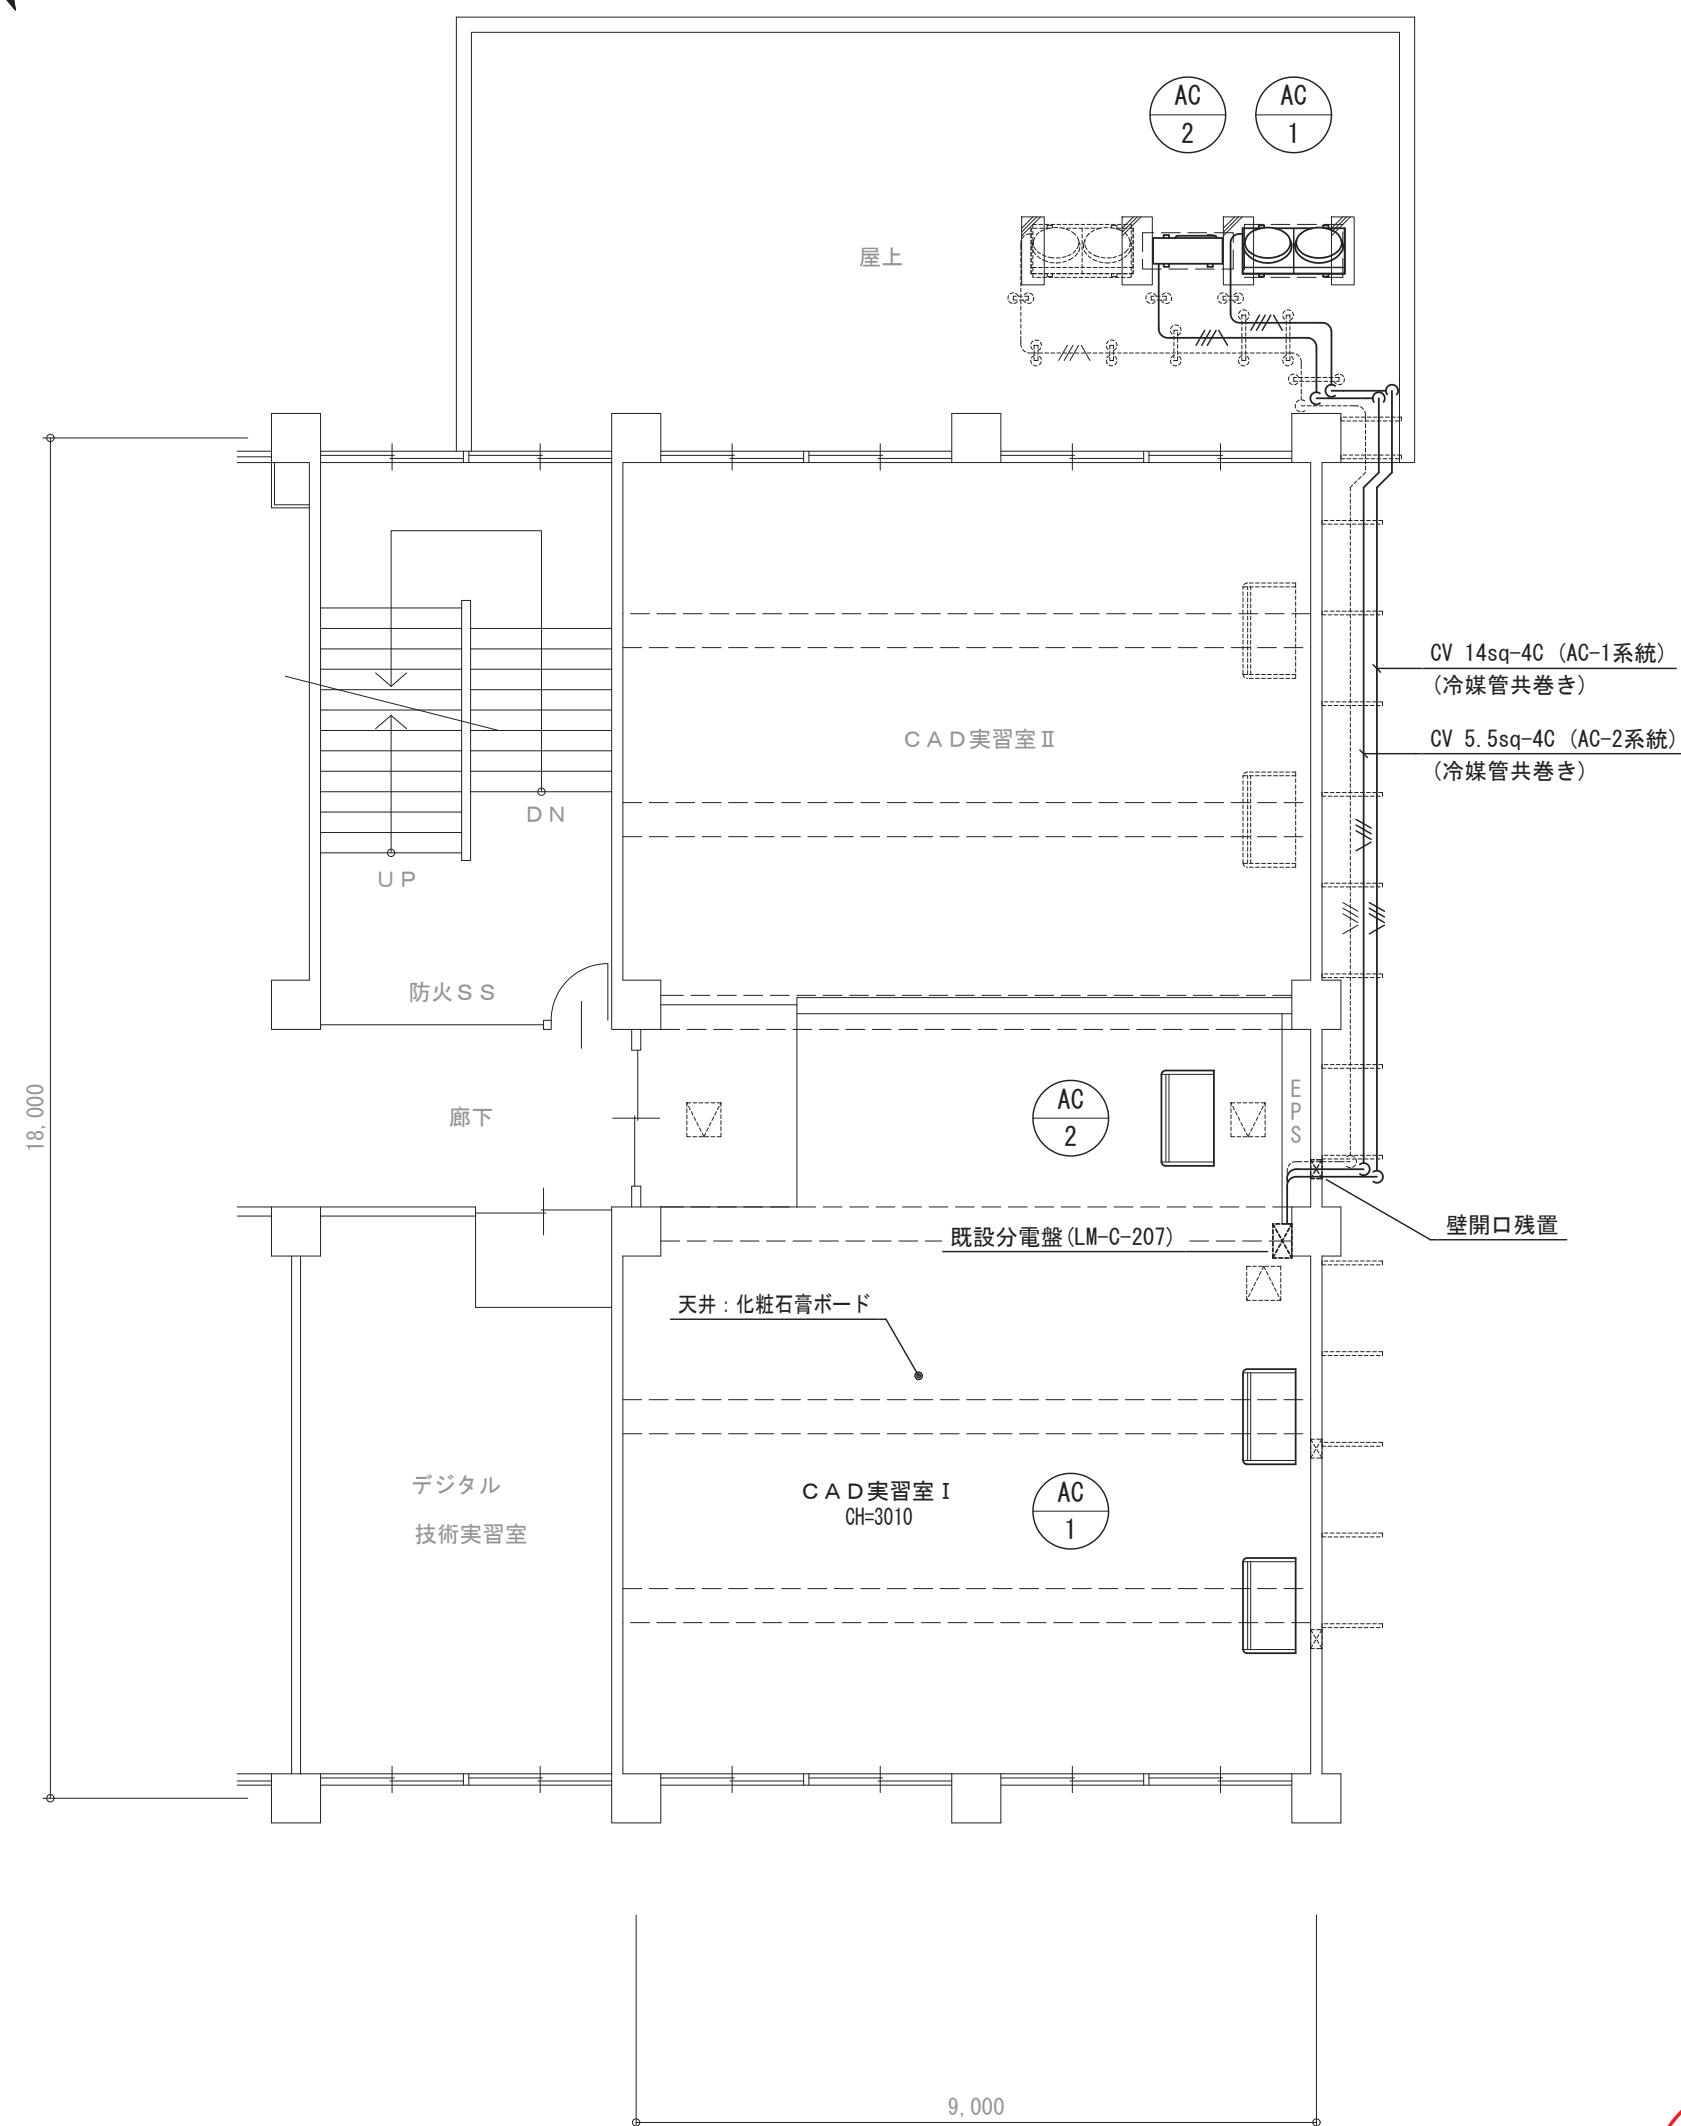 AC
2
AC
1
屋上
CV 14sq-4C (AC-1系統)
(冷媒管共巻き)
CV 5.5sq-4C (AC-2系統)
(冷媒管共巻き)
CAD実習室Ⅱ
DN
UP
防火SS
18,000
廊下
AC
2
EPS
既設分電盤(LM-C-207)
壁開口残置
天井：化粧石膏ボード
デジタル
技術実習室
CAD実習室Ⅰ
CH=3010
AC
1
9,000